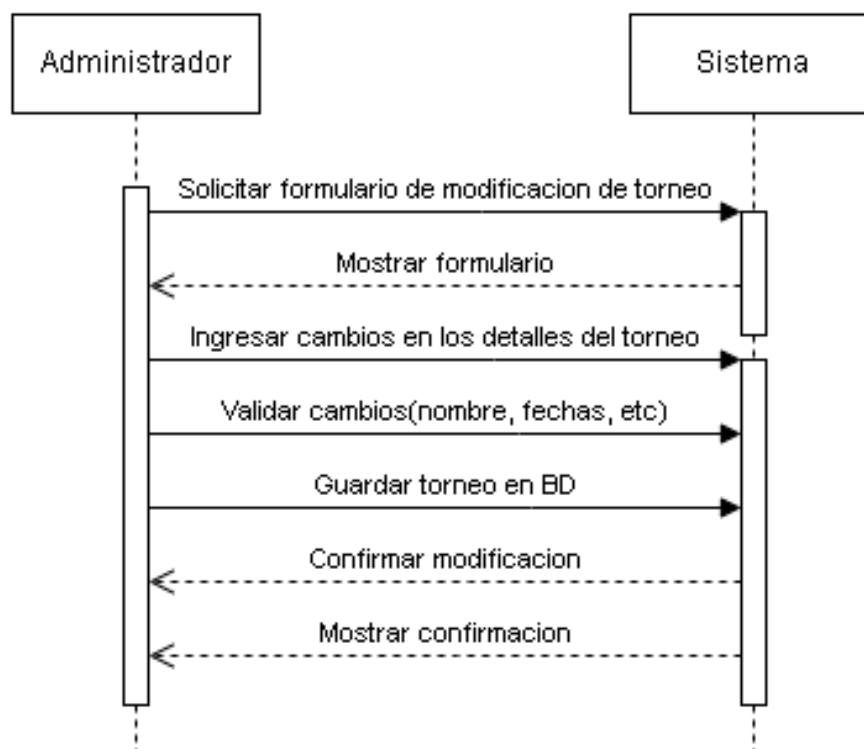 Administrador
Sistema
Solicitar formulario de modificacion de torneo
Mostrar formulario
Ingresar cambios en los detalles del torneo
Validar cambios(nombre, fechas, etc)
Guardar torneo en BD
Confirmar modificacion
Mostrar confirmacion